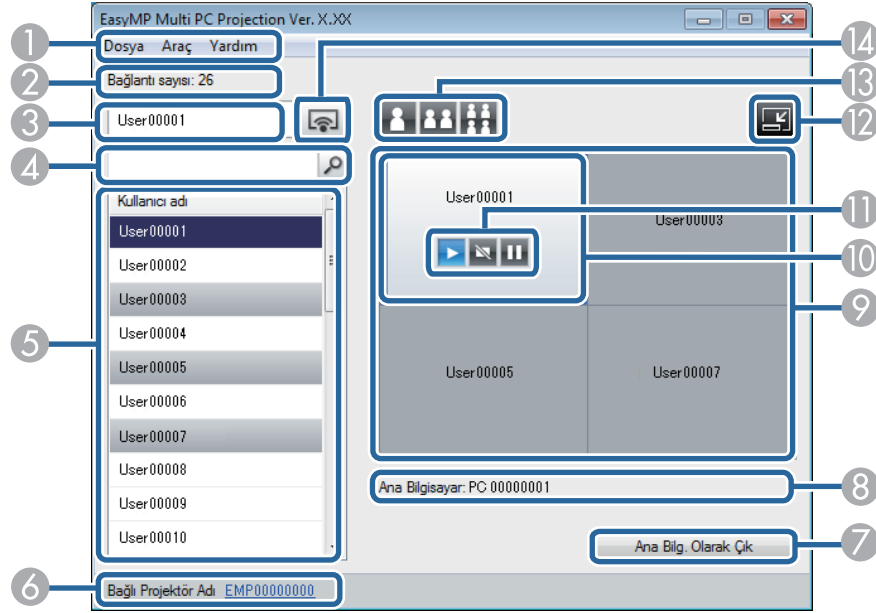 EasyMP Multi PC Projection Ver. X.XX
1
Dosya Araç Yardım
14
2
Bağlantı sayısı: 26
13
3
User00001
12
4
Kullanıcı adı
User00001
User00002
User00003
User00004
User00005
User00006
User00007
User00008
User00009
User00010
5
User00001
User00003
11
10
9
User00005
User00007
Ana Bilgisayar: PC 00000001
8
Ana Bilg. Olarak Çık
7
6
Bağlı Projektör Adı EMP00000000